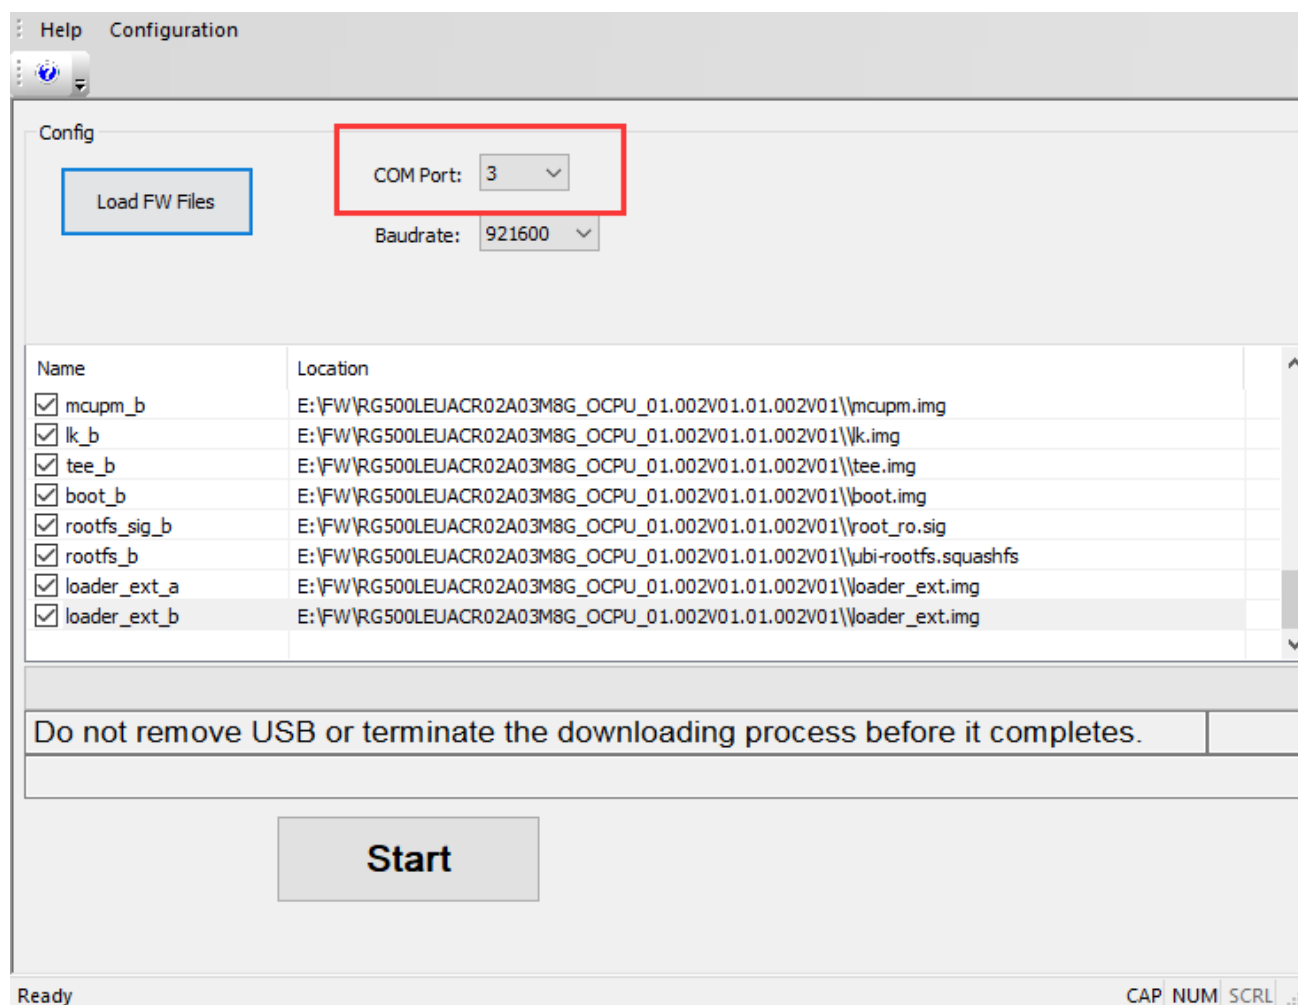 Help Configuration
Config
Load FW Files
COM Port: 3
Baudrate: 921600
Name Location
mcupm_b E:\FW\RG500LEUACR02A03M8G_OCPU_01.002V01.01.002V01\\mcupm.img
lk_b E:\FW\RG500LEUACR02A03M8G_OCPU_01.002V01.01.002V01\\lk.img
tee_b E:\FW\RG500LEUACR02A03M8G_OCPU_01.002V01.01.002V01\\tee.img
boot_b E:\FW\RG500LEUACR02A03M8G_OCPU_01.002V01.01.002V01\\boot.img
rootfs_sig_b E:\FW\RG500LEUACR02A03M8G_OCPU_01.002V01.01.002V01\\root_ro.sig
rootfs_b E:\FW\RG500LEUACR02A03M8G_OCPU_01.002V01.01.002V01\\ubi-rootfs.squashfs
loader_ext_a E:\FW\RG500LEUACR02A03M8G_OCPU_01.002V01.01.002V01\\loader_ext.img
loader_ext_b E:\FW\RG500LEUACR02A03M8G_OCPU_01.002V01.01.002V01\\loader_ext.img
Do not remove USB or terminate the downloading process before it completes.
Start
Ready CAP NUM SCRL